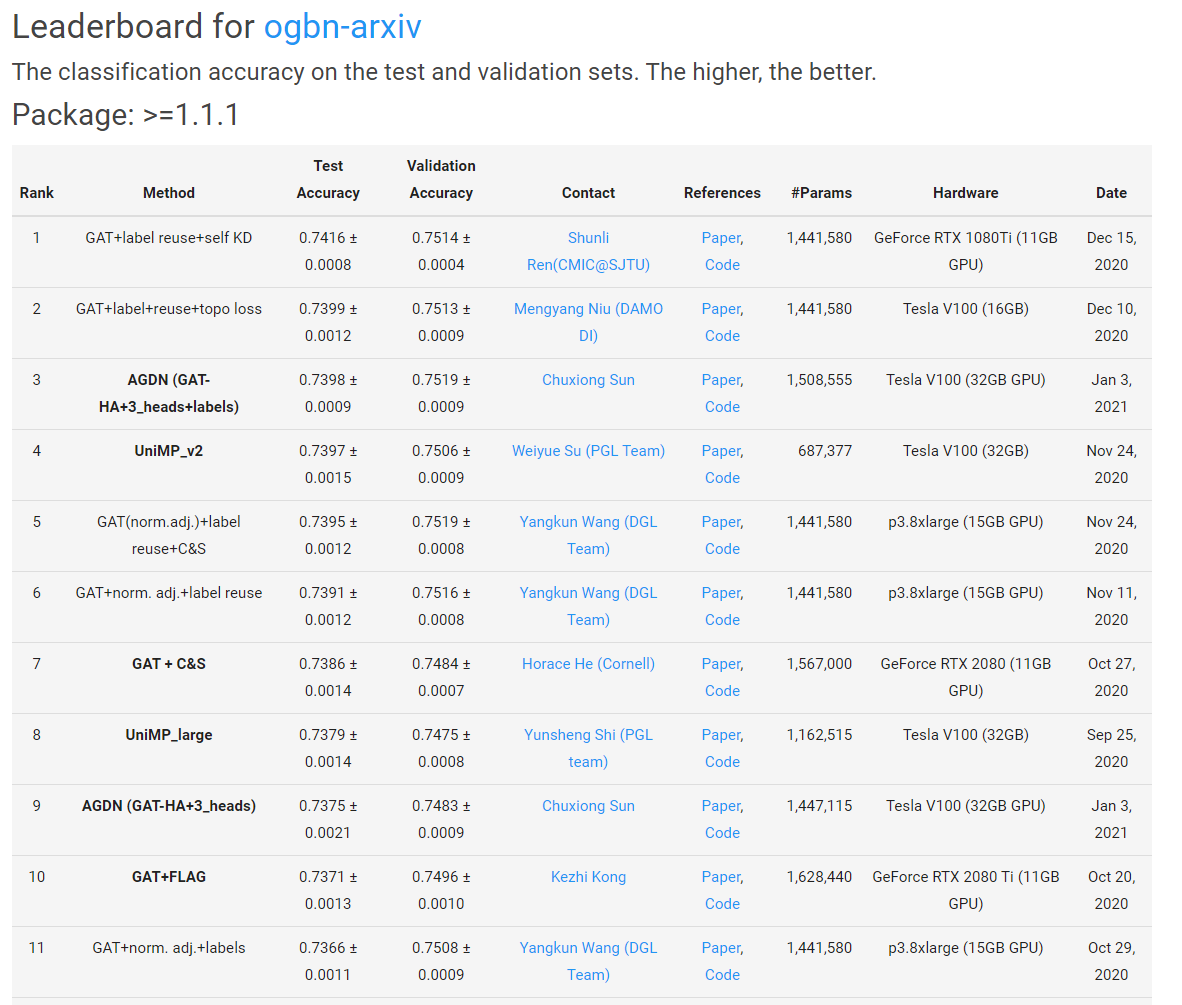 Leaderboard for ogbn-arxiv
The classification accuracy on the test and validation sets. The higher, the better.
Package: >=1.1.1
Test Validation
Rank Method Accuracy Accuracy Contact References #Params Hardware Date
1 GAT+label reuse+self KD 0.7416 ± 0.7514 ± Shunli Paper, 1,441,580 GeForce RTX 1080Ti (11GB Dec 15,
0.0008 0.0004 Ren(CMIC@SJTU) Code GPU) 2020
2 GAT+label+reuse+topo loss 0.7399 ± 0.7513 ± Mengyang Niu (DAMO Paper, 1,441,580 Tesla V100 (16GB) Dec 10,
0.0012 0.0009 DI) Code 2020
3 AGDN (GAT- 0.7398 ± 0.7519 ± Chuxiong Sun Paper, 1,508,555 Tesla V100 (32GB GPU) Jan 3,
HA+3_heads+labels) 0.0009 0.0009 Code 2021
4 UniMP_v2 0.7397 ± 0.7506 ± Weiyue Su (PGL Team) Paper, 687,377 Tesla V100 (32GB) Nov 24,
0.0015 0.0009 Code 2020
5 GAT(norm.adj.)+label 0.7395 ± 0.7519 ± Yangkun Wang (DGL Paper, 1,441,580 p3.8xlarge (15GB GPU) Nov 24,
reuse+C&S 0.0012 0.0008 Team) Code 2020
6 GAT+norm. adj.+label reuse 0.7391 ± 0.7516 ± Yangkun Wang (DGL Paper, 1,441,580 p3.8xlarge (15GB GPU) Nov 11,
0.0012 0.0008 Team) Code 2020
7 GAT + C&S 0.7386 ± 0.7484 ± Horace He (Cornell) Paper, 1,567,000 GeForce RTX 2080 (11GB Oct 27,
0.0014 0.0007 Code GPU) 2020
8 UniMP_large 0.7379 ± 0.7475 ± Yunsheng Shi (PGL Paper, 1,162,515 Tesla V100 (32GB) Sep 25,
0.0014 0.0008 team) Code 2020
9 AGDN (GAT-HA+3_heads) 0.7375 ± 0.7483 ± Chuxiong Sun Paper, 1,447,115 Tesla V100 (32GB GPU) Jan 3,
0.0021 0.0009 Code 2021
10 GAT+FLAG 0.7371 ± 0.7496 ± Kezhi Kong Paper, 1,628,440 GeForce RTX 2080 Ti (11GB Oct 20,
0.0013 0.0010 Code GPU) 2020
11 GAT+norm. adj.+labels 0.7366 ± 0.7508 ± Yangkun Wang (DGL Paper, 1,441,580 p3.8xlarge (15GB GPU) Oct 29,
0.0011 0.0009 Team) Code 2020